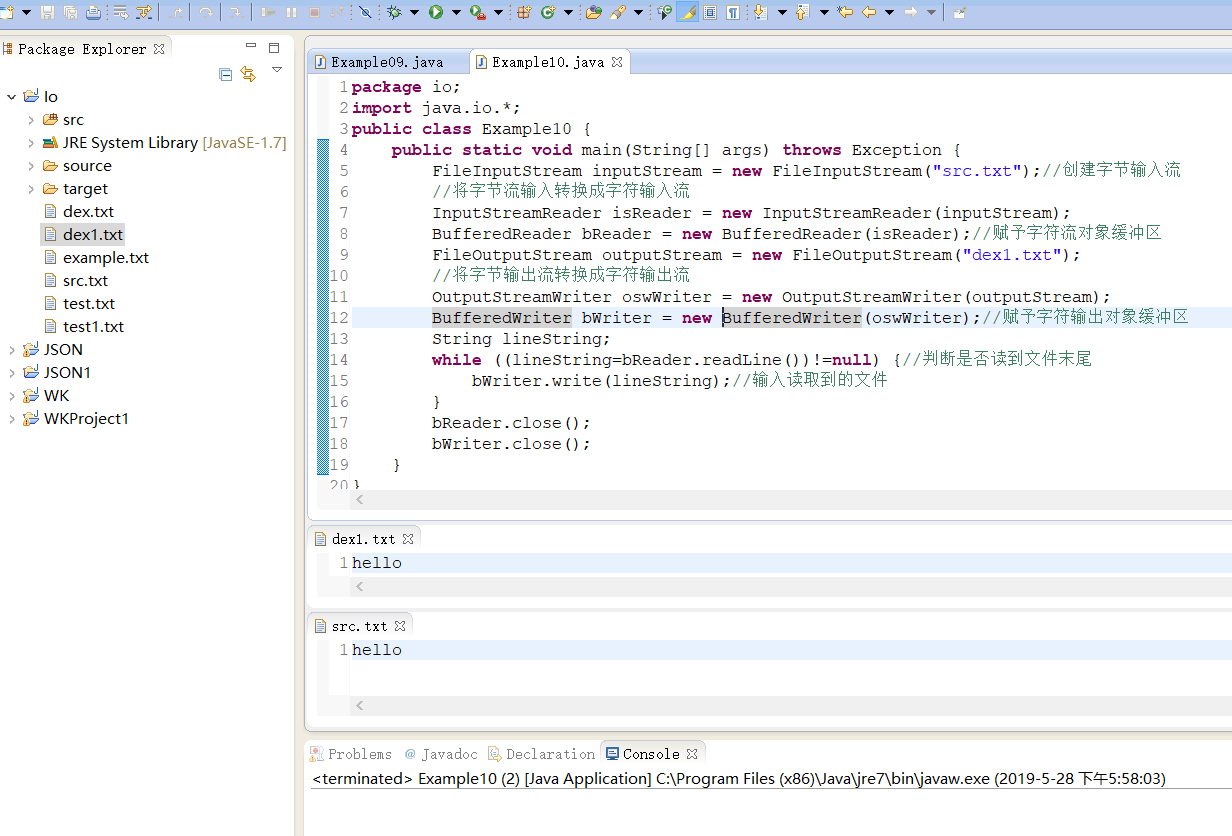 Package Explorer
Io
src
JRE System Library [JavaSE-1.7]
source
target
dex.txt
dex1.txt
example.txt
src.txt
test.txt
test1.txt
JSON
JSON1
WK
WKProject1
Example09.java Example10.java
1 package io;
2 import java.io.*;
3 public class Example10 {
4 public static void main(String[] args) throws Exception {
5 FileInputStream inputStream = new FileInputStream("src.txt");//创建字节输入流
6 //将字节流输入转换成字符输入流
7 InputStreamReader isReader = new InputStreamReader(inputStream);
8 BufferedReader bReader = new BufferedReader(isReader);//赋予字符流对象缓冲区
9 FileOutputStream outputStream = new FileOutputStream("dex1.txt");
10 //将字节输出流转换成字符输出流
11 OutputStreamWriter oswWriter = new OutputStreamWriter(outputStream);
12 BufferedWriter bWriter = new BufferedWriter(oswWriter);//赋予字符输出对象缓冲区
13 String lineString;
14 while ((lineString=bReader.readLine())!=null) {//判断是否读到文件末尾
15 bWriter.write(lineString);//输入读取到的文件
16 }
17 bReader.close();
18 bWriter.close();
19 }
20 }
dex1.txt
1 hello
src.txt
1 hello
Problems @ Javadoc Declaration Console
<terminated> Example10 (2) [Java Application] C:\Program Files (x86)\Java\jre7\bin\javaw.exe (2019-5-28 下午5:58:03)